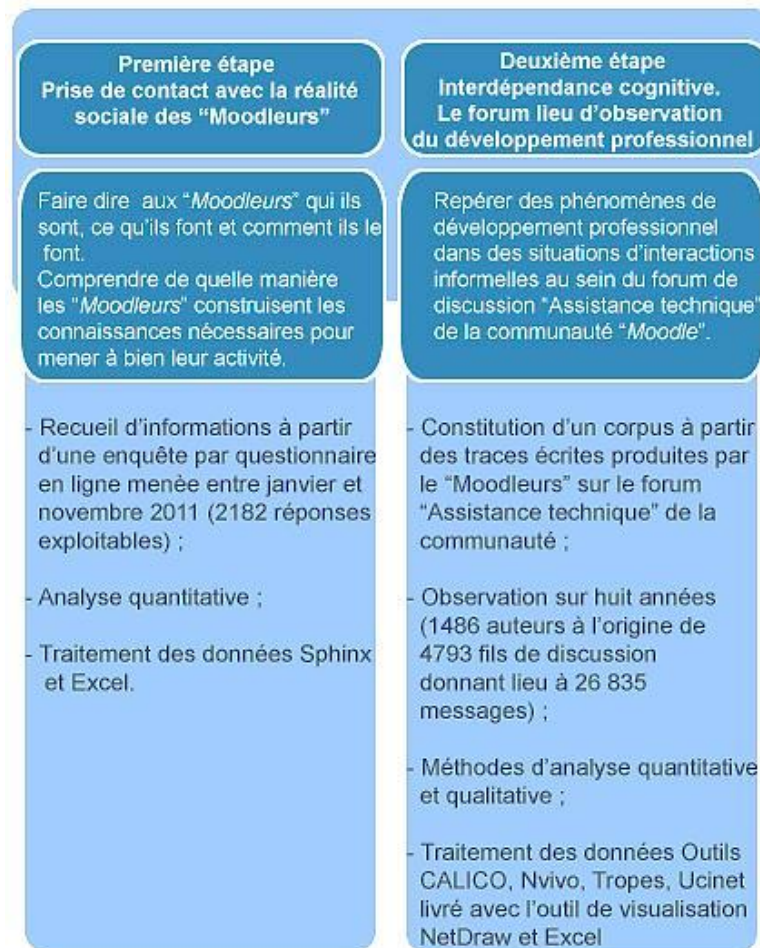 Première étape
Prise de contact avec la réalité
sociale des “Moodleurs”
Faire dire aux “Moodleurs” qui ils
sont, ce qu’ils font et comment ils le
font.
Comprendre de quelle manière
les “Moodleurs” construisent les
connaissances nécessaires pour
mener à bien leur activité.
- Recueil d’informations à partir
d’une enquête par questionnaire
en ligne menèe entre janvier et
novembre 2011 (2182 réponses
exploitables) ;
- Analyse quantitative ;
- Traitement des données Sphinx
et Excel.
Deuxième étape
Interdépendance cognitive.
Le forum lieu d’observation
du développement professionnel
Repérer des phénomènes de
développement professionnel
dans des situations d’interactions
informelles au sein du forum de
discussion “Assistance technique”
de la communauté “Moodle”.
- Constitution d’un corpus à partir
des traces écrites produites par
le “Moodleurs” sur le forum
“Assistance technique” de la
communauté ;
- Observation sur huit années
(1486 auteurs à l’origine de
4793 fils de discussion
donnant lieu à 26 835
messages) ;
- Méthodes d’analyse quantitative
et qualitative ;
- Traitement des données Outils
CALICO, Nvivo, Tropes, Ucinet
livré avec l’outil de visualisation
NetDraw et Excel